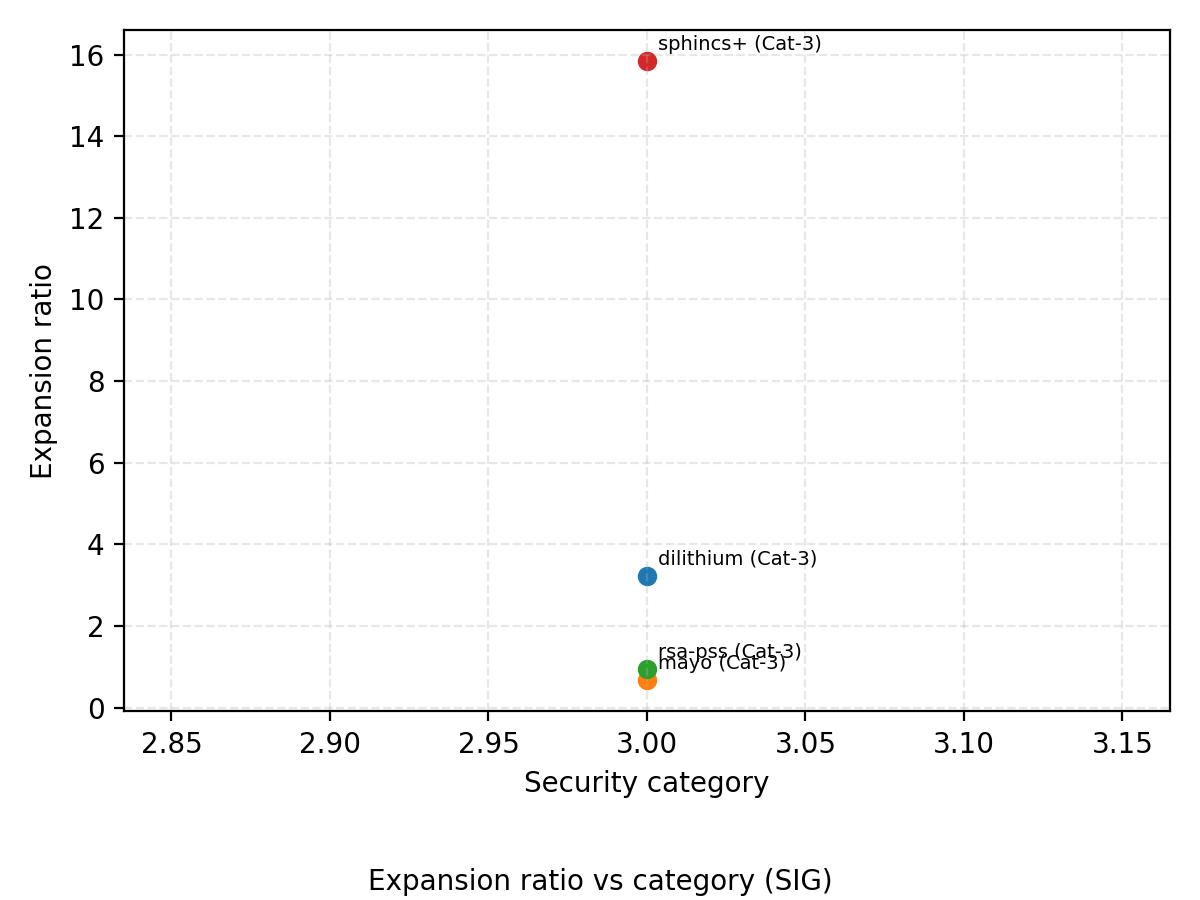 sphincs+ (Cat-3)
16
14
12
10
8
6
4
2
0
Expansion ratio
dilithium (Cat-3)
rsa-pss (Cat-3)
mayo (Cat-3)
2.85 2.90 2.95 3.00 3.05 3.10 3.15
Security category
Expansion ratio vs category (SIG)